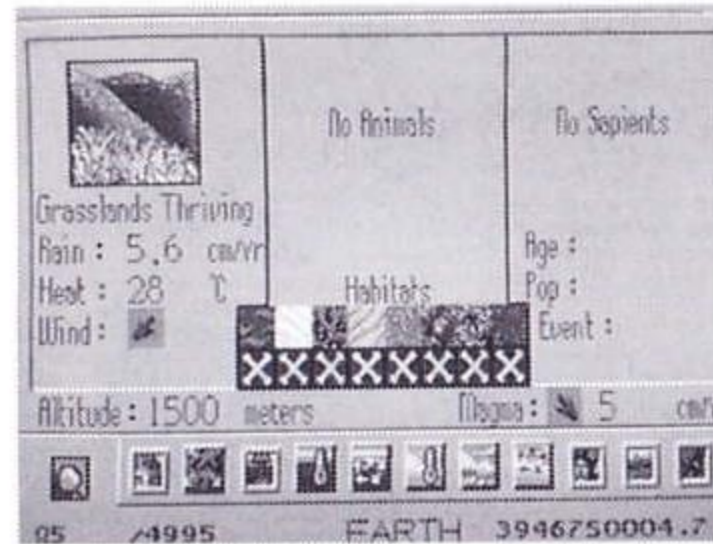 No Animals
No Sapients
Grasslands Thriving
Rain: 5.6 cm/yr
Heat: 28 °C
Wind:
Habitats
Age:
Pop:
Event:
Altitude: 1500 meters
Magma: 5
/4995 EARTH 3946750004.7